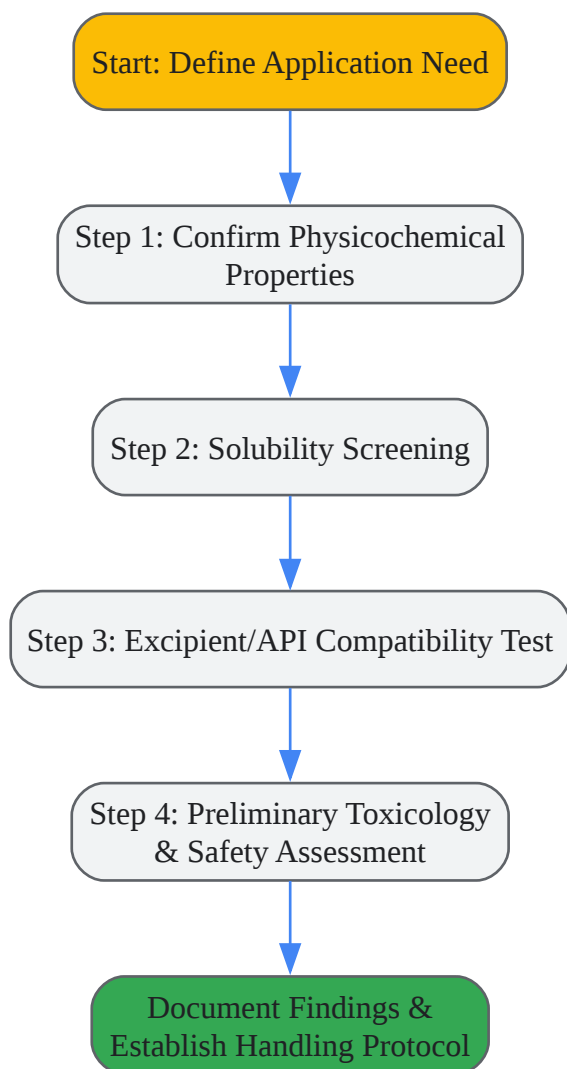 Start: Define Application Need
Step 1: Confirm Physicochemical
Properties
Step 2: Solubility Screening
Step 3: Excipient/API Compatibility Test
Step 4: Preliminary Toxicology
& Safety Assessment
Document Findings &
Establish Handling Protocol